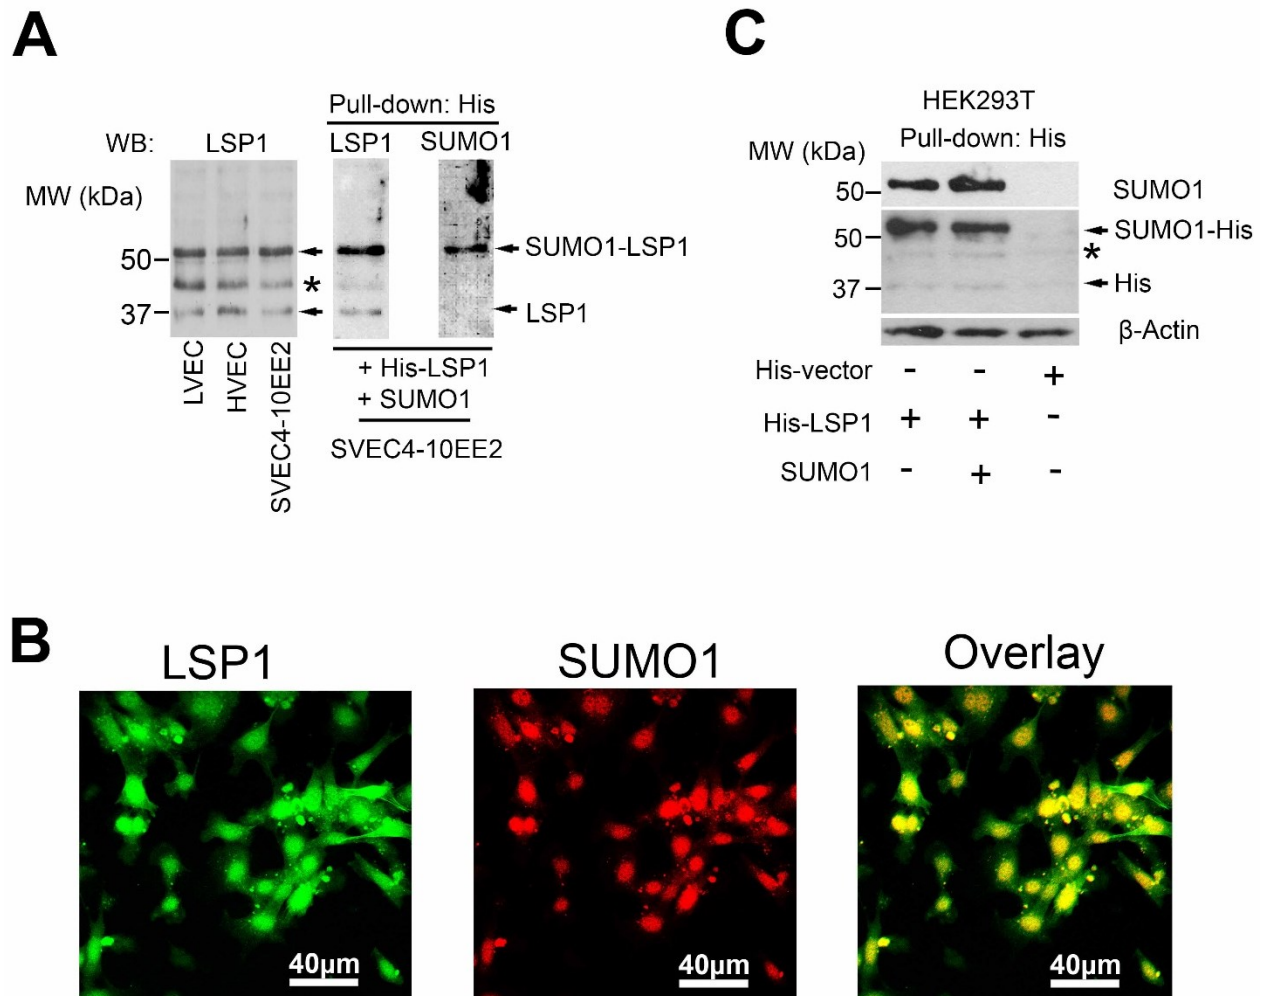 A
Pull-down: His
WB: LSP1 LSP1 SUMO1
MW (kDa)
50
*
37
SUMO1-LSP1
LSP1
LVEC
HVEC
SVEC4-10EE2
+ His-LSP1
+ SUMO1
SVEC4-10EE2
C
HEK293T
Pull-down: His
MW (kDa)
50
SUMO1
50
SUMO1-His
*
37
His
β-Actin
His-vector - - +
His-LSP1 + + -
SUMO1 - + -
B
LSP1 SUMO1 Overlay
40µm 40µm 40µm